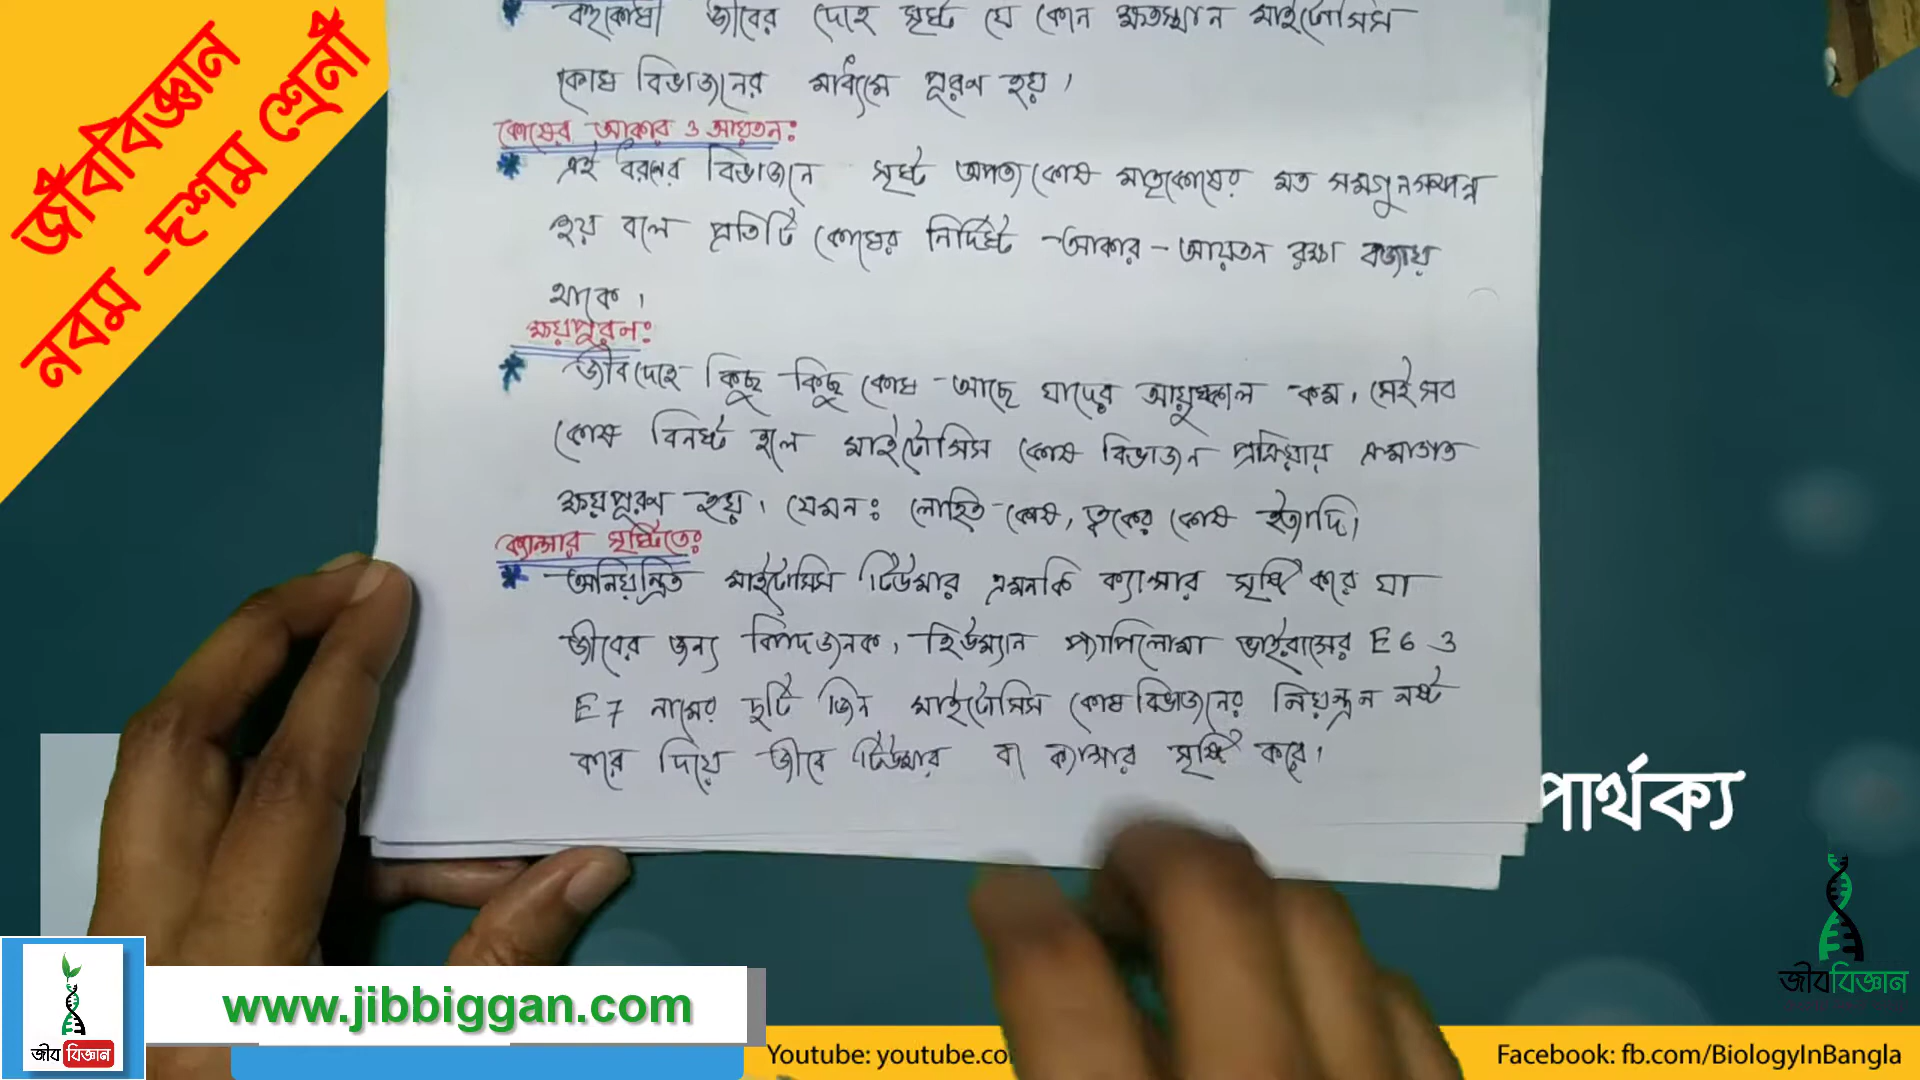 জীববিজ্ঞান
নবম -দশম শ্রেনী
বহুকোষী জীবের দেহে সৃষ্ট যে কোন ক্ষতস্থান মাইটোসিস
কোষ বিভাজনের মাধ্যমে পূরণ হয়।
কোষের আকার ও আয়তনঃ
* এই ধরনের বিভাজনে সৃষ্ট অপত্য কোষ মাতৃকোষের মত সমগুনসম্পন্ন
হয় বলে প্রতিটি কোষের নির্দিষ্ট আকার-আয়তন রক্ষা বজায়
থাকে।
ক্ষয়পূরনঃ
* জীবদেহে কিছু কিছু কোষ আছে যাদের আয়ুষ্কাল কম। সেই সব
কোষ বিনষ্ট হলে মাইটোসিস কোষ বিভাজন প্রক্রিয়ায় ক্রমাগত
ক্ষয়পূরণ হয়। যেমনঃ লোহিত কোষ, ত্বকের কোষ ইত্যাদি।
ক্যান্সার সৃষ্টিতেঃ
* অনিয়ন্ত্রিত মাইটোসিস টিউমার এমনকি ক্যান্সার সৃষ্টি করে যা
জীবের জন্য বিপদজনক, হিউম্যান প্যাপিলোমা ভাইরাসের E6 ও
E7 নামের দুটি জিন মাইটোসিস কোষ বিভাজনের নিয়ন্ত্রন নষ্ট
করে দিয়ে জীবে টিউমার বা ক্যান্সার সৃষ্টি করে।
পার্থক্য
জীববিজ্ঞান
জীব বিজ্ঞান
www.jibbiggan.com
Youtube: youtube.co
Facebook: fb.com/BiologyInBangla